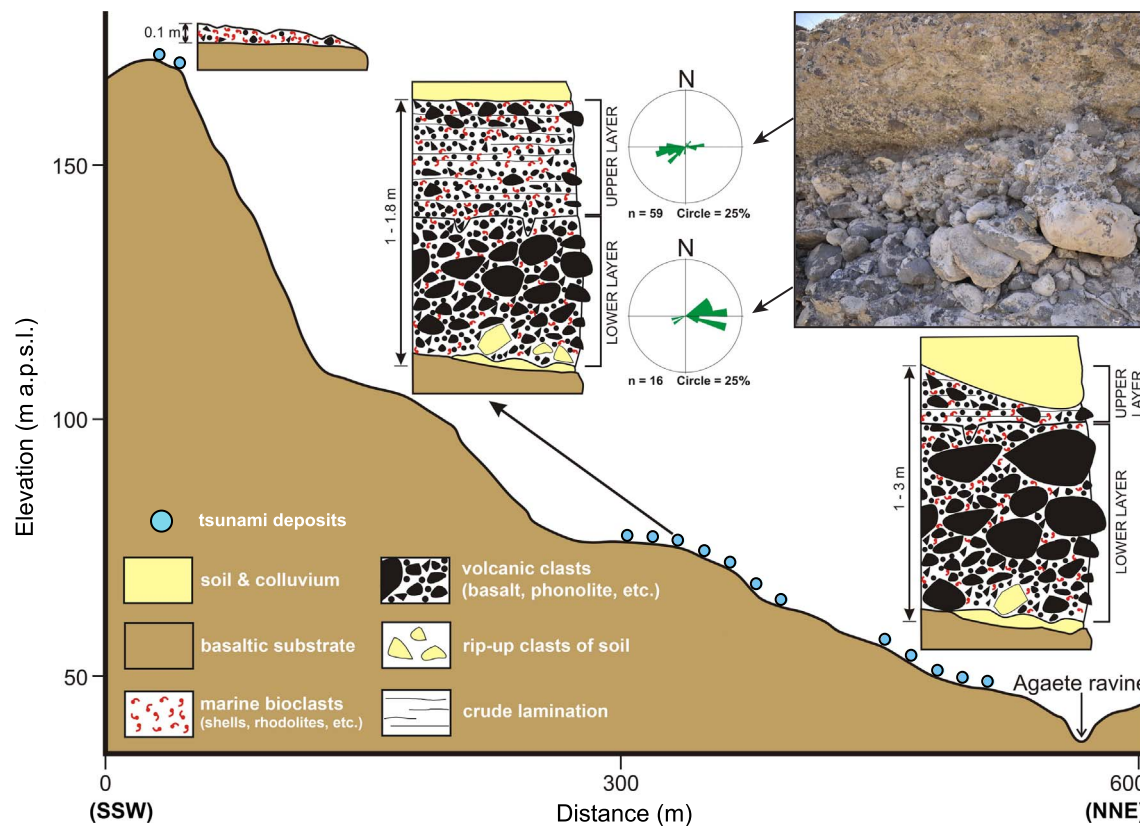 0.1 m
150
100
50
Elevation (m a.p.s.l.)
1 - 1.8 m
UPPER LAYER
LOWER LAYER
N
n = 59 Circle = 25%
N
n = 16 Circle = 25%
1 - 3 m
UPPER
LAYER
LOWER LAYER
tsunami deposits
soil & colluvium
basaltic substrate
marine bioclasts
(shells, rhodolites, etc.)
volcanic clasts
(basalt, phonolite, etc.)
rip-up clasts of soil
crude lamination
Agaete ravine
0
300
600
(SSW)
Distance (m)
(NNE)